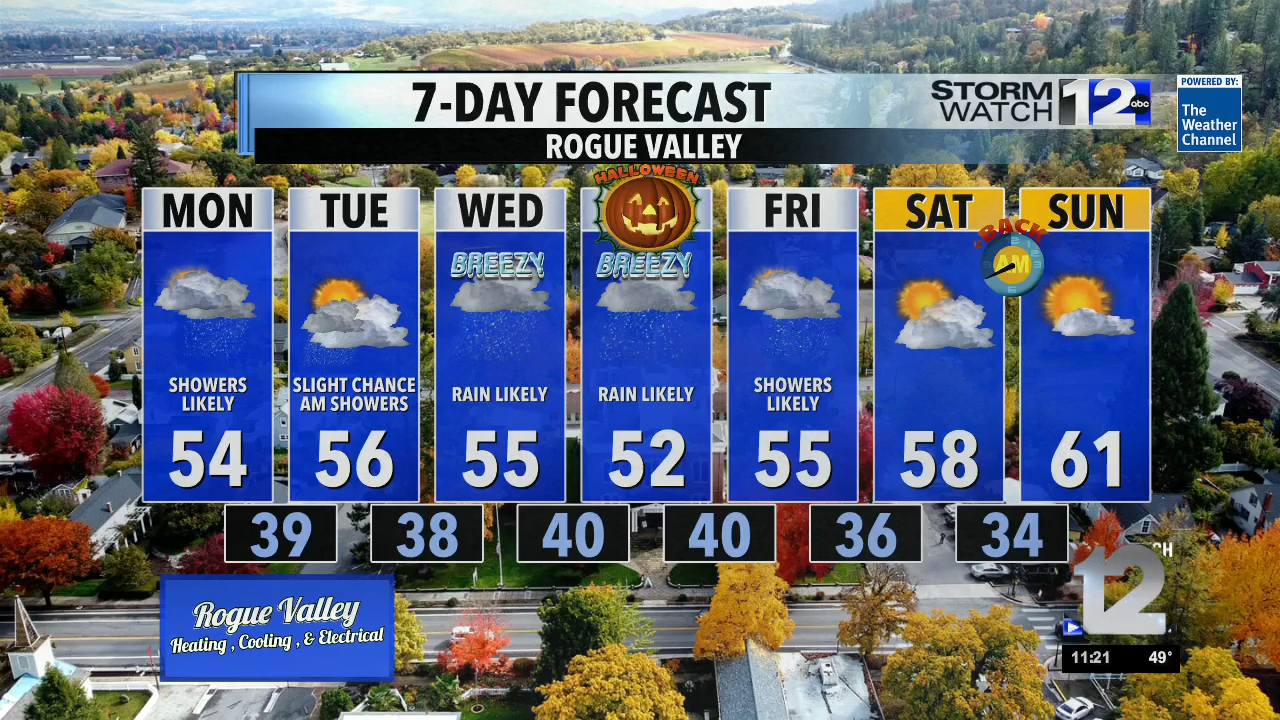 7-DAY FORECAST
ROGUE VALLEY
STORM
WATCH
12 abc
POWERED BY:
The
Weather
Channel
MON
TUE
WED
HALLOWEEN
FRI
SAT
SUN
BREEZY
BREEZY
BACK
AM
SHOWERS
LIKELY
SLIGHT CHANCE
AM SHOWERS
RAIN LIKELY
RAIN LIKELY
SHOWERS
LIKELY
54
56
55
52
55
58
61
39
38
40
40
36
34
Rogue Valley
Heating , Cooling , & Electrical
CH
12
11:21 49°